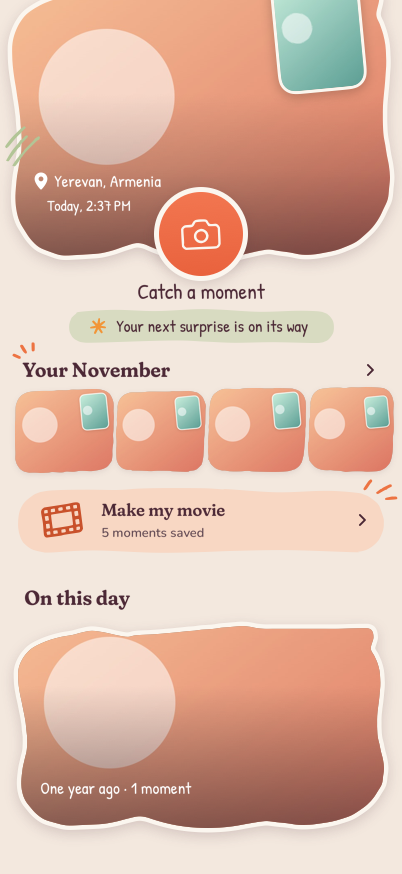 Yerevan, Armenia
Today, 2:37 PM
Catch a moment
Your next surprise is on its way
Your November
Make my movie
5 moments saved
On this day
One year ago · 1 moment